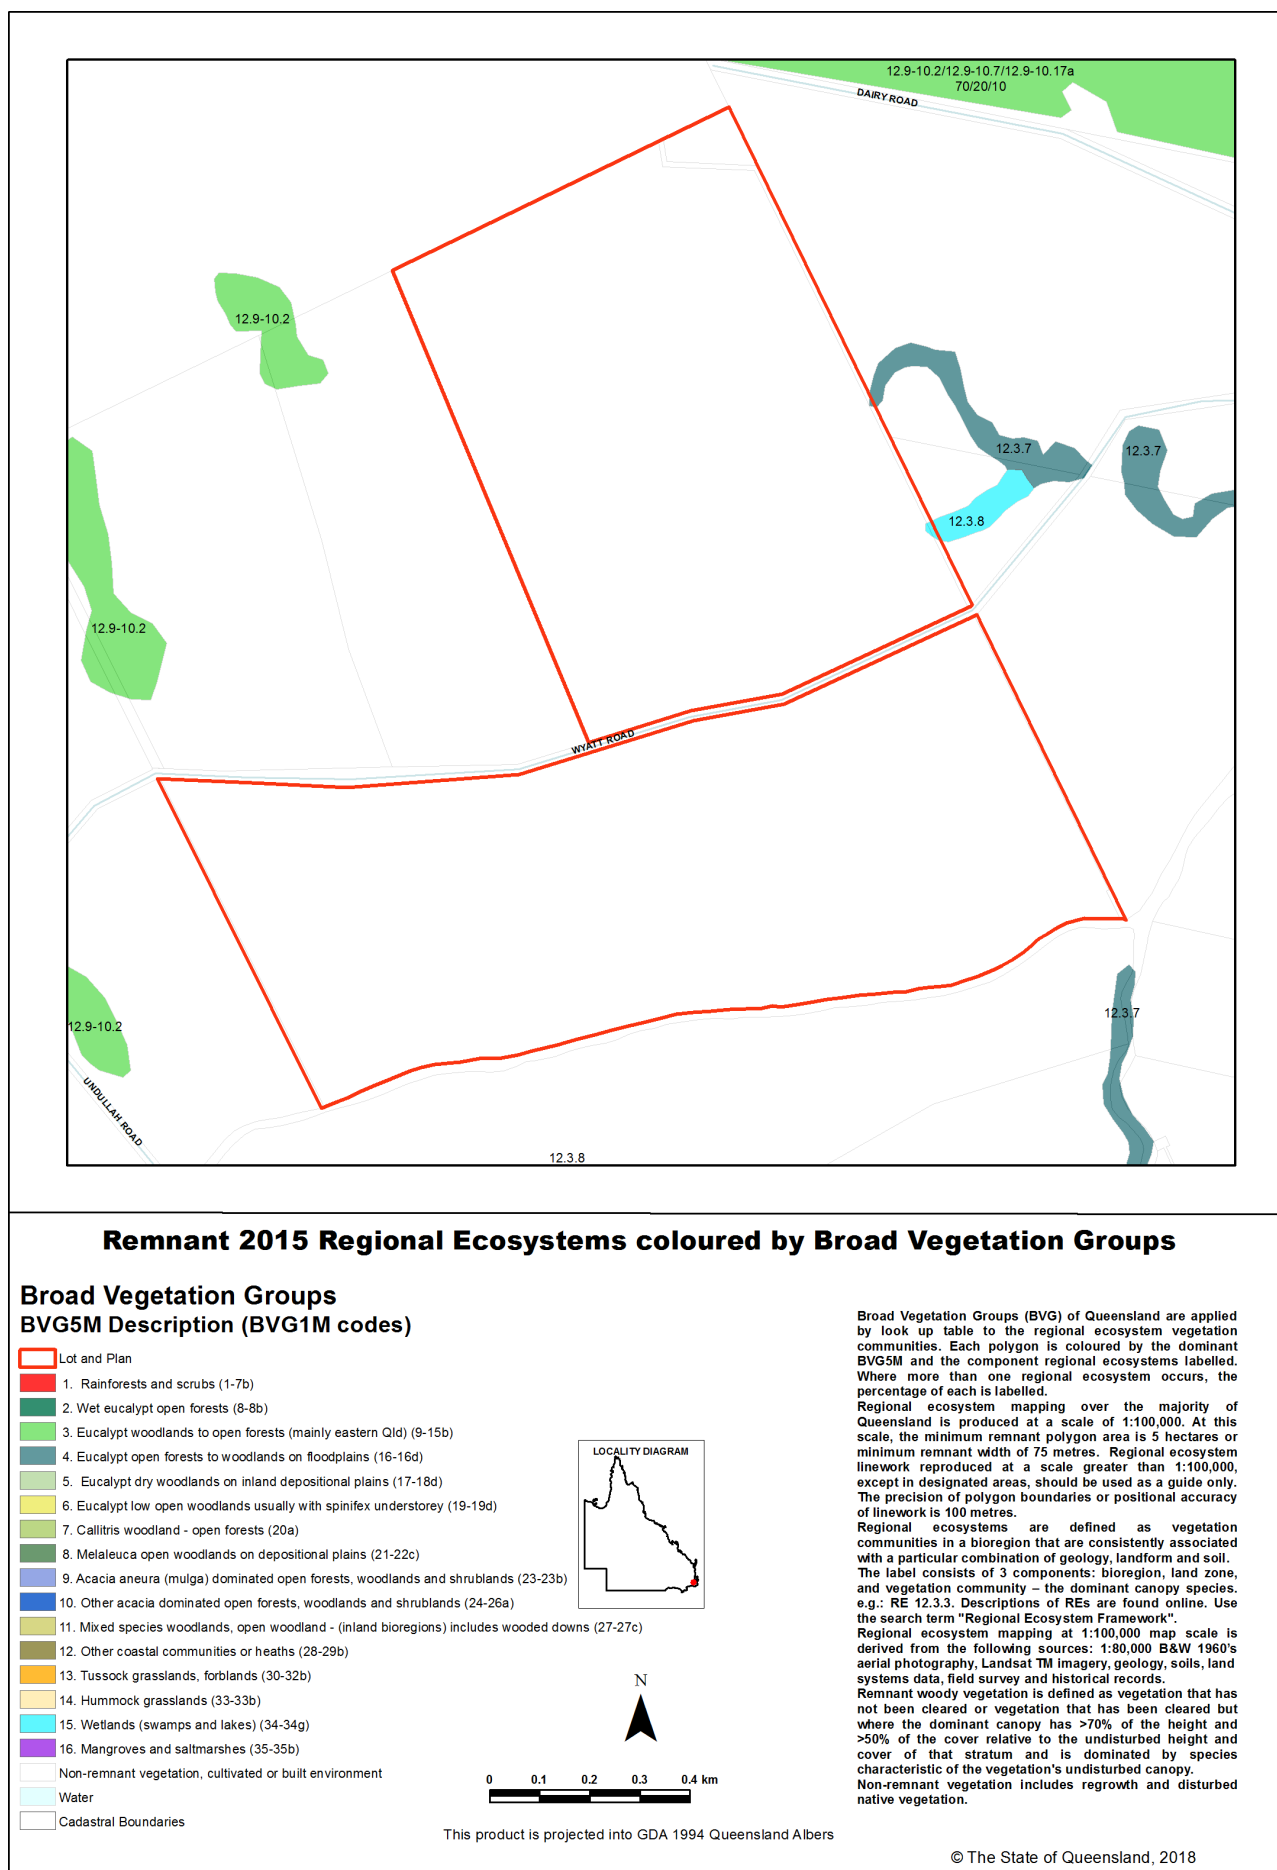 12.9-10.2/12.9-10.7/12.9-10.17a
70/20/10
DAIRY ROAD
12.9-10.2
12.3.7
12.3.7
12.3.8
12.9-10.2
WYATT ROAD
12.9-10.2
12.3.7
UNDULLAH ROAD
12.3.8
Remnant 2015 Regional Ecosystems coloured by Broad Vegetation Groups
Broad Vegetation Groups
BVG5M Description (BVG1M codes)
Lot and Plan
1. Rainforests and scrubs (1-7b)
2. Wet eucalypt open forests (8-8b)
3. Eucalypt woodlands to open forests (mainly eastern Qld) (9-15b)
4. Eucalypt open forests to woodlands on floodplains (16-16d)
5. Eucalypt dry woodlands on inland depositional plains (17-18d)
6. Eucalypt low open woodlands usually with spinifex understorey (19-19d)
7. Callitris woodland - open forests (20a)
8. Melaleuca open woodlands on depositional plains (21-22c)
9. Acacia aneura (mulga) dominated open forests, woodlands and shrublands (23-23b)
10. Other acacia dominated open forests, woodlands and shrublands (24-26a)
11. Mixed species woodlands, open woodland - (inland bioregions) includes wooded downs (27-27c)
12. Other coastal communities or heaths (28-29b)
13. Tussock grasslands, forblands (30-32b)
14. Hummock grasslands (33-33b)
15. Wetlands (swamps and lakes) (34-34g)
16. Mangroves and saltmarshes (35-35b)
Non-remnant vegetation, cultivated or built environment
Water
Cadastral Boundaries
LOCALITY DIAGRAM
N
0 0.1 0.2 0.3 0.4 km
This product is projected into GDA 1994 Queensland Albers
Broad Vegetation Groups (BVG) of Queensland are applied
by look up table to the regional ecosystem vegetation
communities. Each polygon is coloured by the dominant
BVG5M and the component regional ecosystems labelled.
Where more than one regional ecosystem occurs, the
percentage of each is labelled.
Regional ecosystem mapping over the majority of
Queensland is produced at a scale of 1:100,000. At this
scale, the minimum remnant polygon area is 5 hectares or
minimum remnant width of 75 metres. Regional ecosystem
linework reproduced at a scale greater than 1:100,000,
except in designated areas, should be used as a guide only.
The precision of polygon boundaries or positional accuracy
of linework is 100 metres.
Regional ecosystems are defined as vegetation
communities in a bioregion that are consistently associated
with a particular combination of geology, landform and soil.
The label consists of 3 components: bioregion, land zone,
and vegetation community – the dominant canopy species.
e.g.: RE 12.3.3. Descriptions of REs are found online. Use
the search term "Regional Ecosystem Framework".
Regional ecosystem mapping at 1:100,000 map scale is
derived from the following sources: 1:80,000 B&W 1960's
aerial photography, Landsat TM imagery, geology, soils, land
systems data, field survey and historical records.
Remnant woody vegetation is defined as vegetation that has
not been cleared or vegetation that has been cleared but
where the dominant canopy has >70% of the height and
>50% of the cover relative to the undisturbed height and
cover of that stratum and is dominated by species
characteristic of the vegetation's undisturbed canopy.
Non-remnant vegetation includes regrowth and disturbed
native vegetation.
© The State of Queensland, 2018